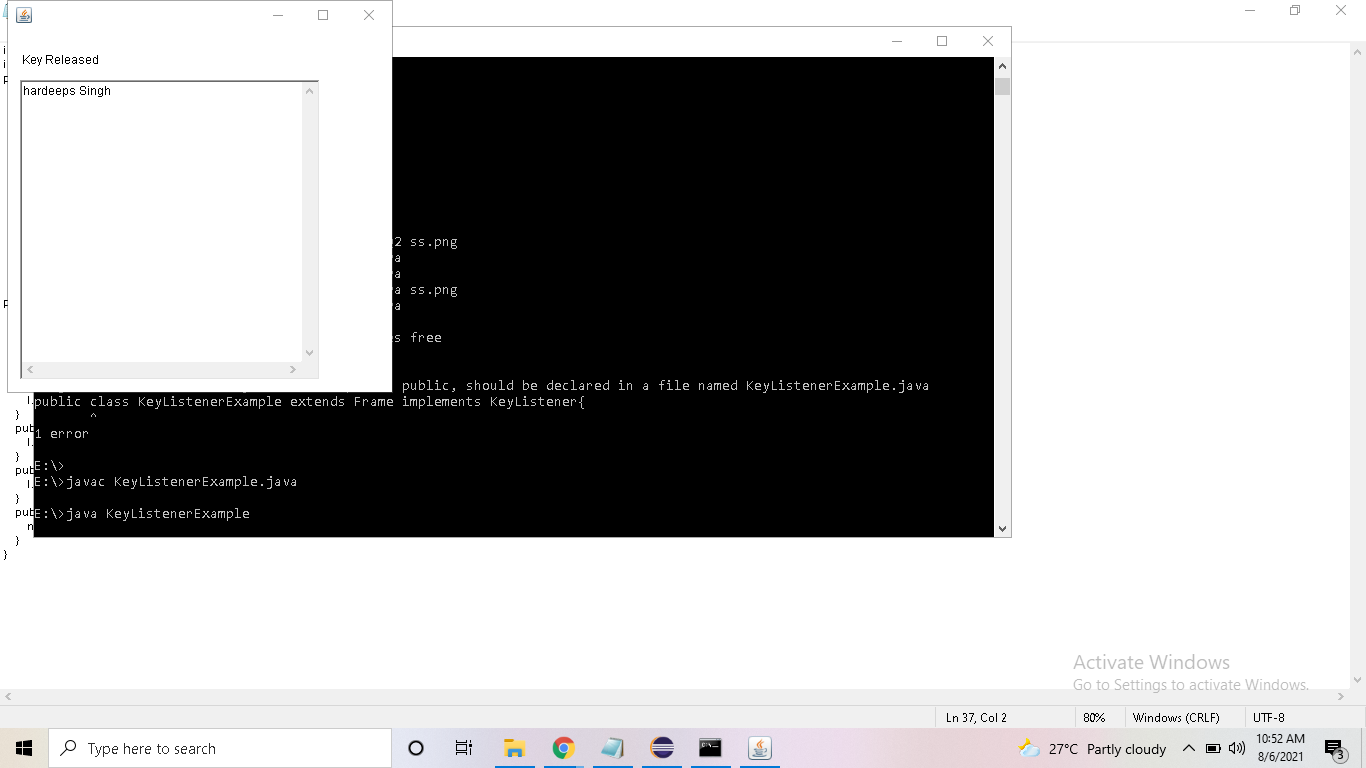 Key Released
hardeeps Singh
2 ss.png
a
a
a ss.png
a
s free
public, should be declared in a file named KeyListenerExample.java
public class KeyListenerExample extends Frame implements KeyListener{
^
1 error
E:\>
E:\>javac KeyListenerExample.java
E:\>java KeyListenerExample
}
pub
}
pub
}
pub
}
}
Activate Windows
Go to Settings to activate Windows.
Ln 37, Col 2
80%
Windows (CRLF)
UTF-8
Type here to search
27°C Partly cloudy
10:52 AM
8/6/2021
3